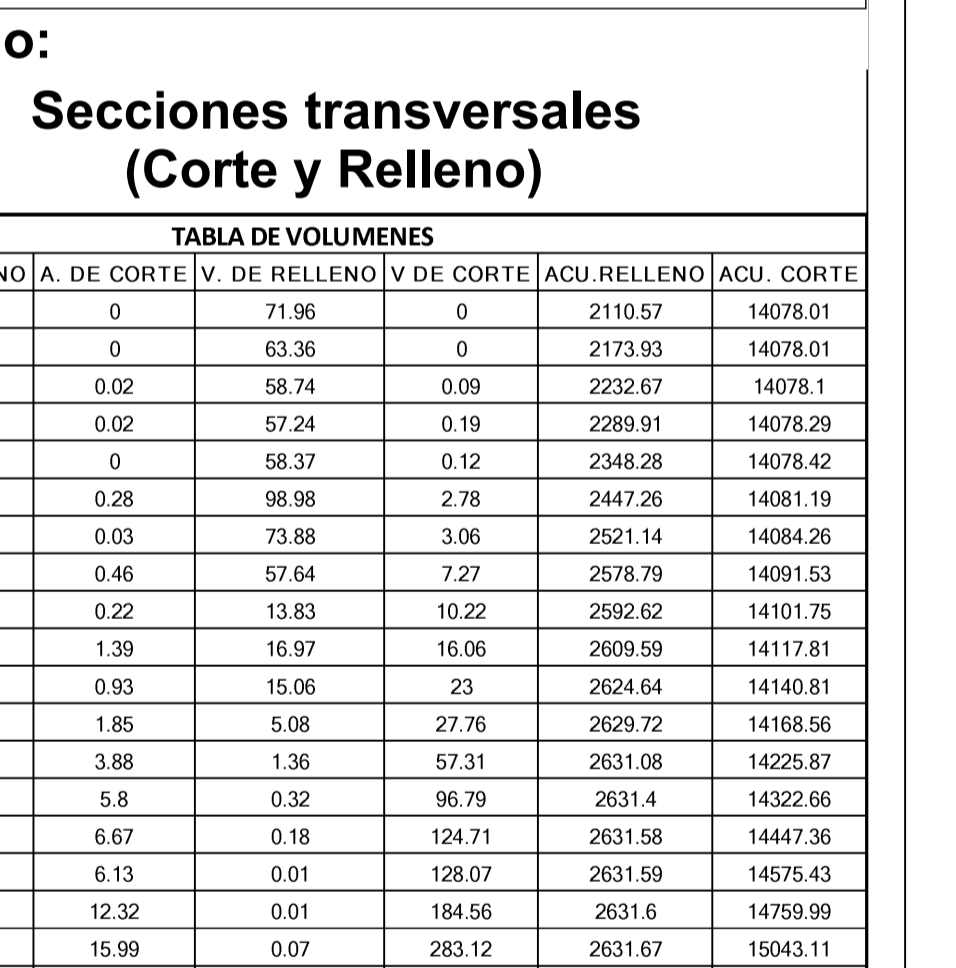 o:
Secciones transversales
(Corte y Relleno)
TABLA DE VOLUMENES
NO A. DE CORTE V. DE RELLENO V DE CORTE ACU.RELLENO ACU. CORTE
0 71.96 0 2110.57 14078.01
0 63.36 0 2173.93 14078.01
0.02 58.74 0.09 2232.67 14078.1
0.02 57.24 0.19 2289.91 14078.29
0 58.37 0.12 2348.28 14078.42
0.28 98.98 2.78 2447.26 14081.19
0.03 73.88 3.06 2521.14 14084.26
0.46 57.64 7.27 2578.79 14091.53
0.22 13.83 10.22 2592.62 14101.75
1.39 16.97 16.06 2609.59 14117.81
0.93 15.06 23 2624.64 14140.81
1.85 5.08 27.76 2629.72 14168.56
3.88 1.36 57.31 2631.08 14225.87
5.8 0.32 96.79 2631.4 14322.66
6.67 0.18 124.71 2631.58 14447.36
6.13 0.01 128.07 2631.59 14575.43
12.32 0.01 184.56 2631.6 14759.99
15.99 0.07 283.12 2631.67 15043.11